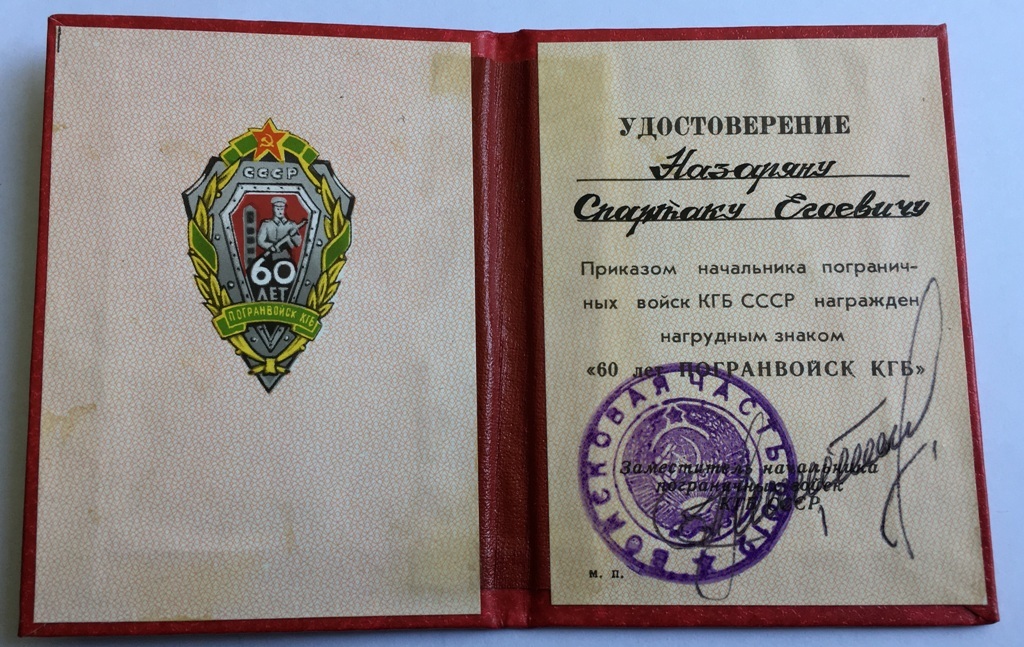 СССР
60
ЛЕТ
ПОГРАНВОЙСК КГБ
УДОСТОВЕРЕНИЕ
Назаряну
Спартаку Егоевичу
Приказом начальника погранич-
ных войск КГБ СССР награжден
нагрудным знаком
«60 лет ПОГРАНВОЙСК КГБ»
ВОЙСКОВАЯ ЧАСТЬ
Заместитель начальника
пограничных войск
КГБ СССР
м. п.